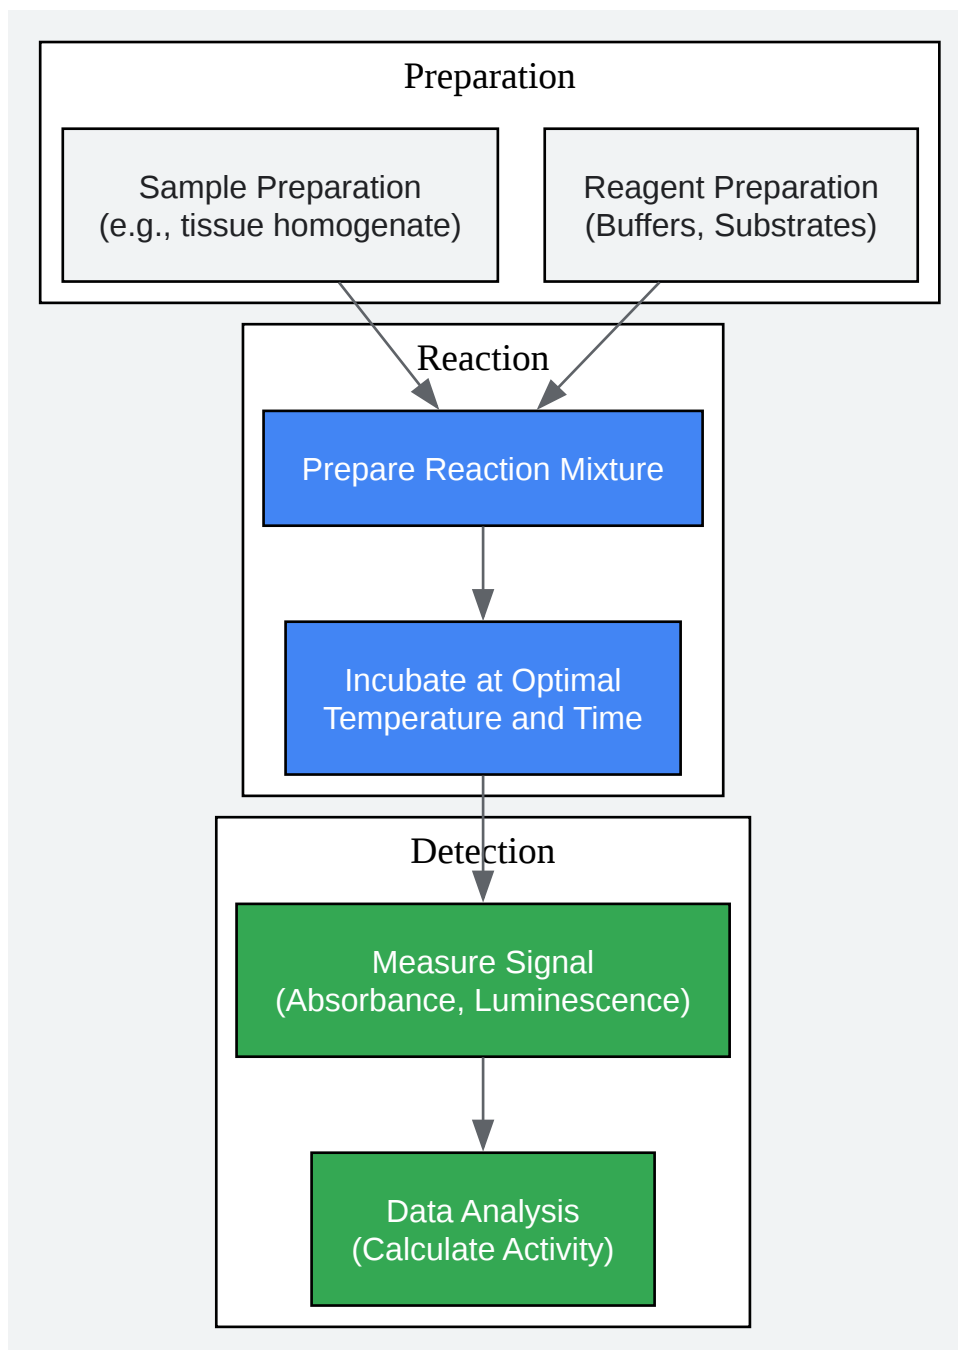 Preparation
Sample Preparation
(e.g., tissue homogenate)
Reagent Preparation
(Buffers, Substrates)
Reaction
Prepare Reaction Mixture
Incubate at Optimal
Temperature and Time
Detection
Measure Signal
(Absorbance, Luminescence)
Data Analysis
(Calculate Activity)